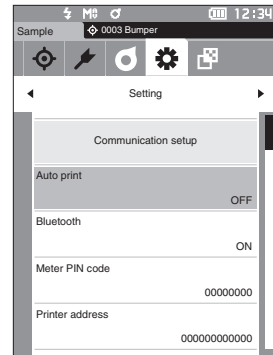 12:34
Sample
0003 Bumper
Setting
Communication setup
Auto print
OFF
Bluetooth
ON
Meter PIN code
00000000
Printer address
000000000000